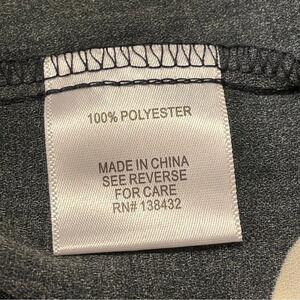 100% POLYESTER
MADE IN CHINA
SEE REVERSE
FOR CARE
RN# 138432